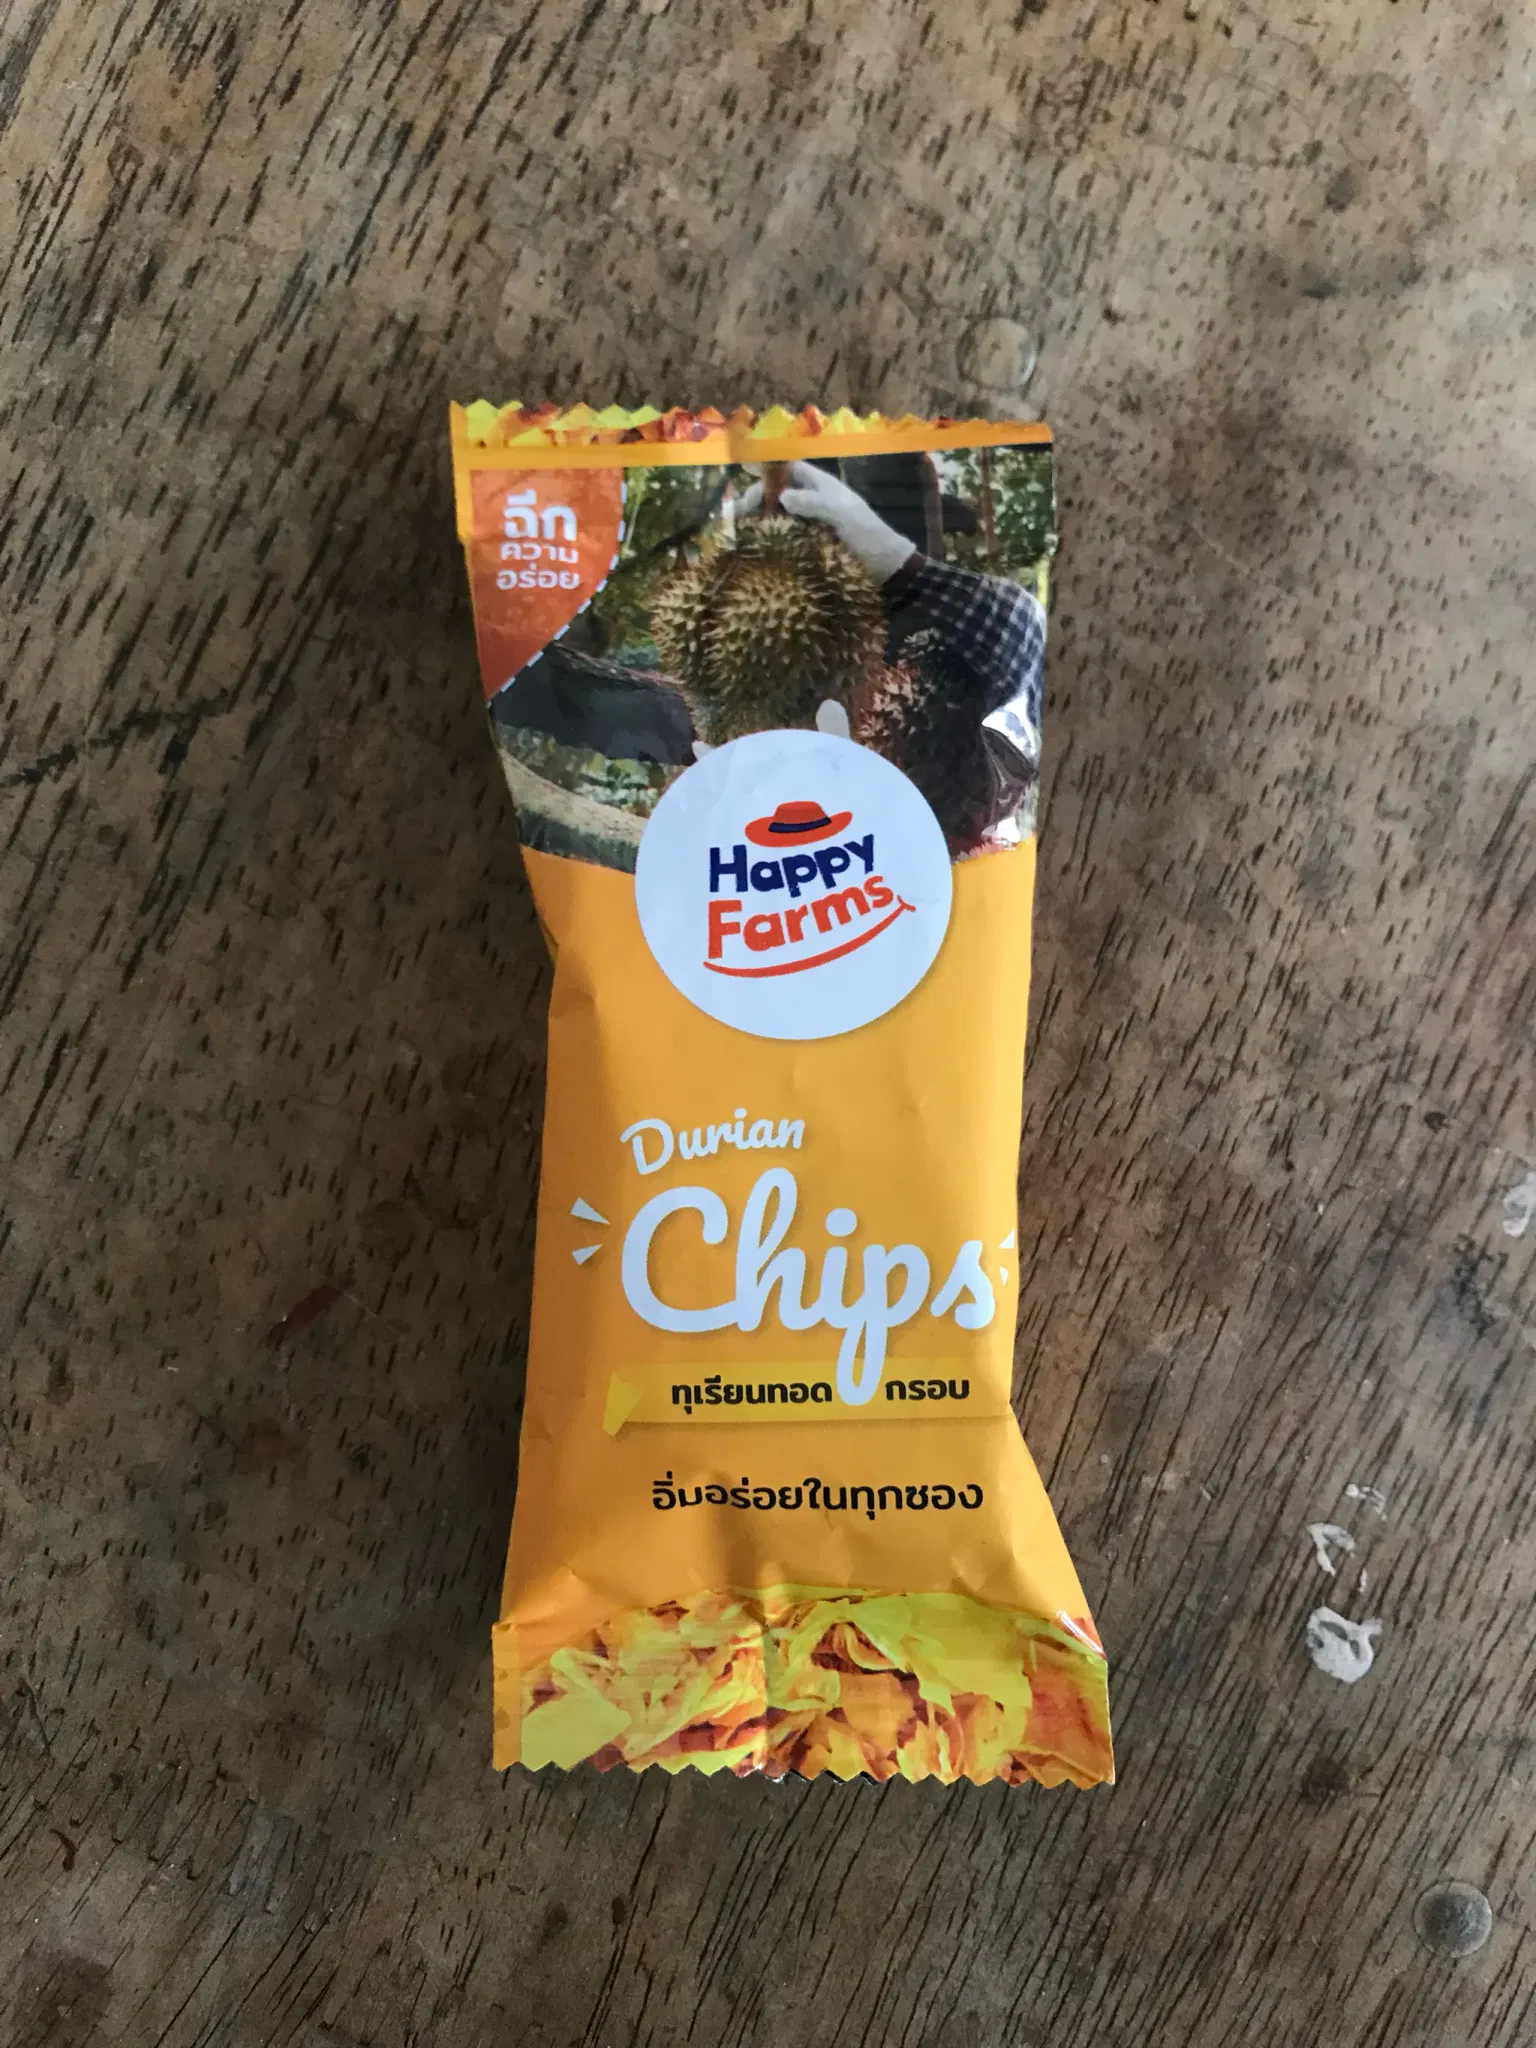 ฉีก
ความ
อร่อย
Happy
Farms
Durian
Chips
ทุเรียนทอด กรอบ
อิ่มอร่อยในทุกซอง